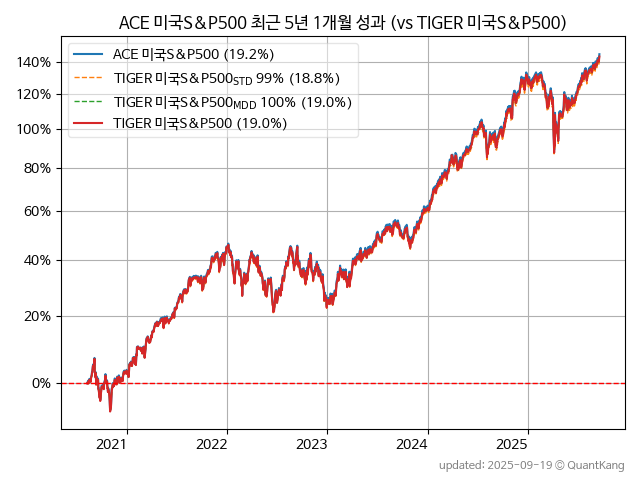 ACE 미국S&P500 최근 5년 1개월 성과 (vs TIGER 미국S&P500)
ACE 미국S&P500 (19.2%)
TIGER 미국S&P500STD 99% (18.8%)
TIGER 미국S&P500MDD 100% (19.0%)
TIGER 미국S&P500 (19.0%)
140%
120%
100%
80%
60%
40%
20%
0%
2021 2022 2023 2024 2025
updated: 2025-09-19 © QuantKang